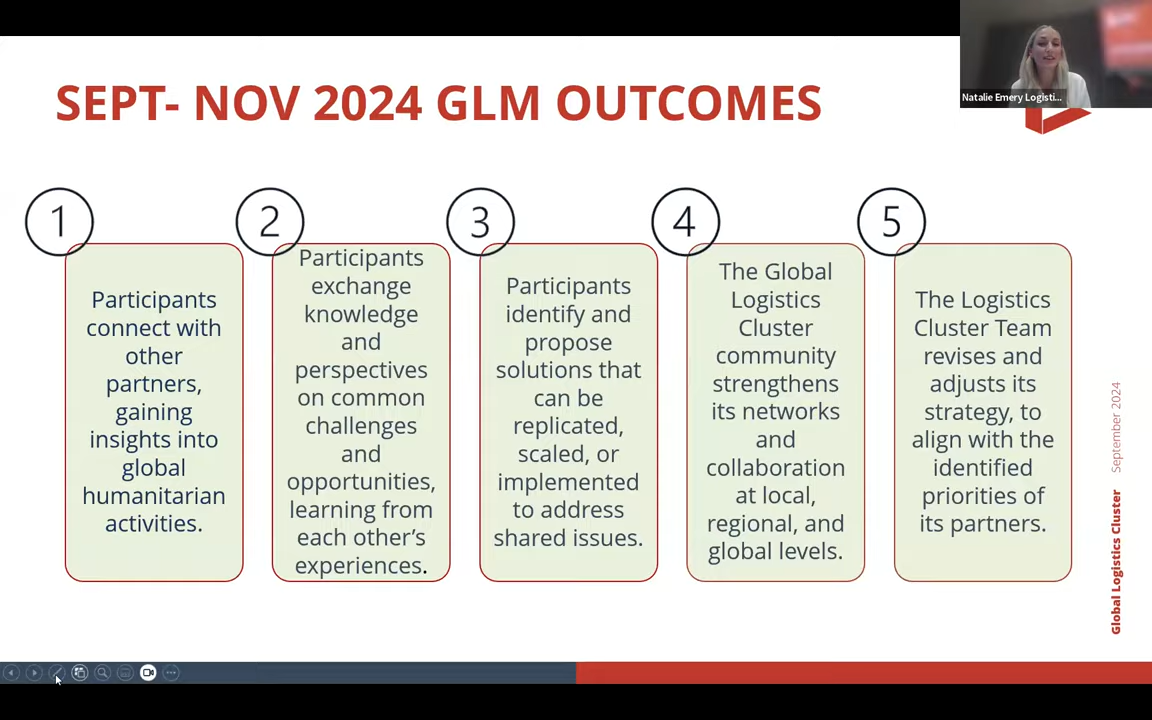 Natalie Emery Logisti...
SEPT- NOV 2024 GLM OUTCOMES
1
Participants
connect with
other
partners,
gaining
insights into
global
humanitarian
activities.
2
Participants
exchange
knowledge
and
perspectives
on common
challenges
and
opportunities,
learning from
each other’s
experiences.
3
Participants
identify and
propose
solutions that
can be
replicated,
scaled, or
implemented
to address
shared issues.
4
The Global
Logistics
Cluster
community
strengthens
its networks
and
collaboration
at local,
regional, and
global levels.
5
The Logistics
Cluster Team
revises and
adjusts its
strategy, to
align with the
identified
priorities of
its partners.
Global Logistics Cluster September 2024